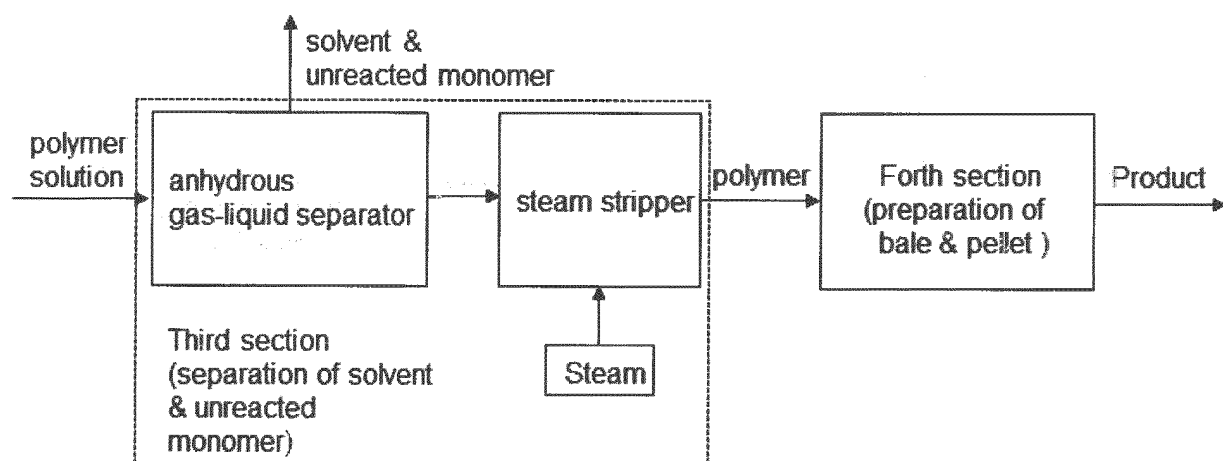 solvent &
unreacted monomer
polymer
solution
anhydrous
gas-liquid separator
steam stripper
polymer
Forth section
(preparation of
bale & pellet )
Product
Third section
(separation of solvent
& unreacted
monomer)
Steam